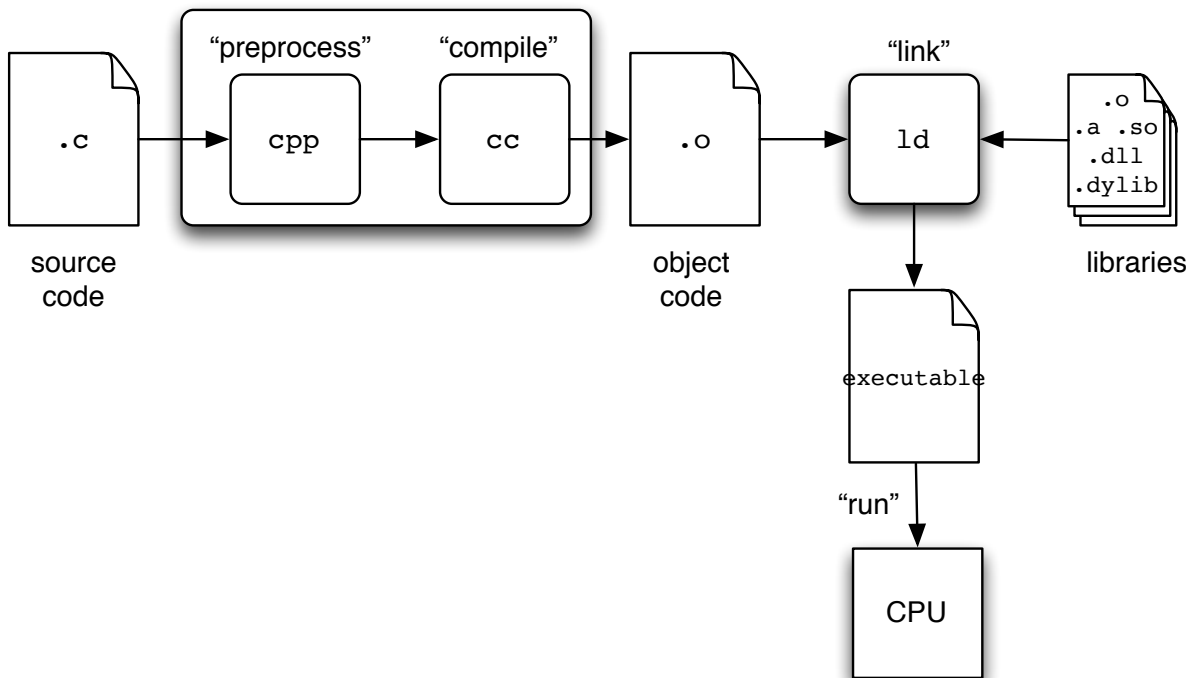 “preprocess”
“compile”
“link”
.c
cpp
cc
.o
ld
.o
.a .so
.dll
.dylib
source
code
object
code
libraries
executable
“run”
CPU